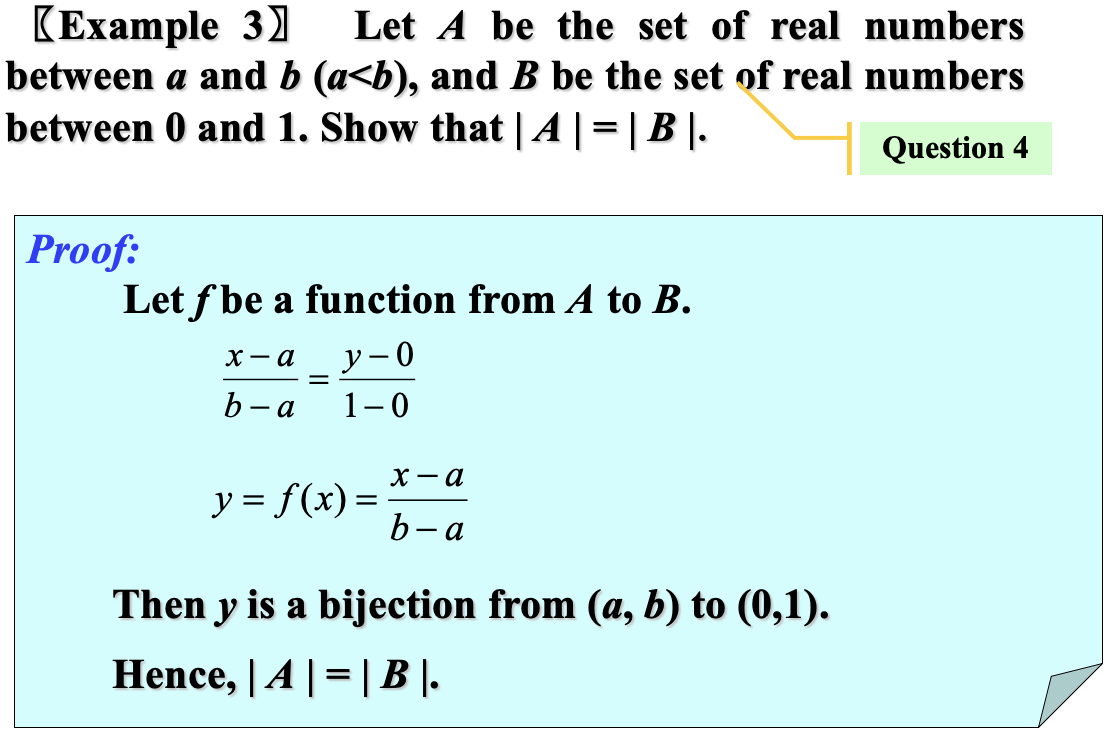 〖Example 3〗 Let A be the set of real numbers
between a and b (a<b), and B be the set of real numbers
between 0 and 1. Show that | A | = | B |.
Question 4
Proof:
Let f be a function from A to B.
\frac{x-a}{b-a} = \frac{y-0}{1-0}
y = f(x) = \frac{x-a}{b-a}
Then y is a bijection from (a, b) to (0,1).
Hence, | A | = | B |.